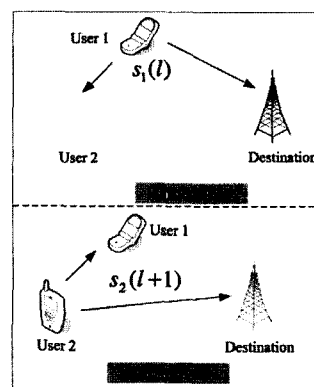 User 1
s₁(l)
User 2
Destination
User 1
s₂(l+1)
User 2
Destination